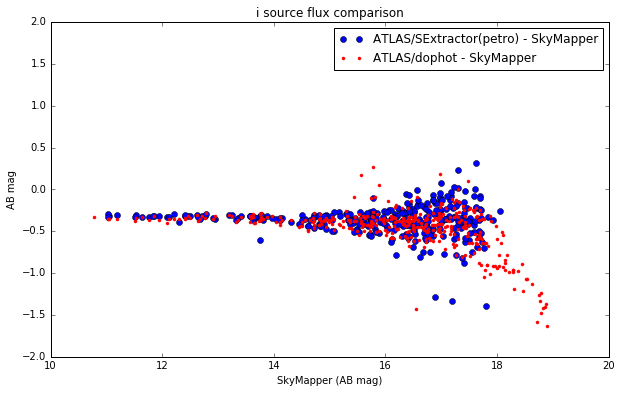 i source flux comparison
ATLAS/SExtractor(petro) - SkyMapper
ATLAS/dophot - SkyMapper
2.0
1.5
1.0
0.5
0.0
−0.5
−1.0
−1.5
−2.0
AB mag
10 12 14 16 18 20
SkyMapper (AB mag)